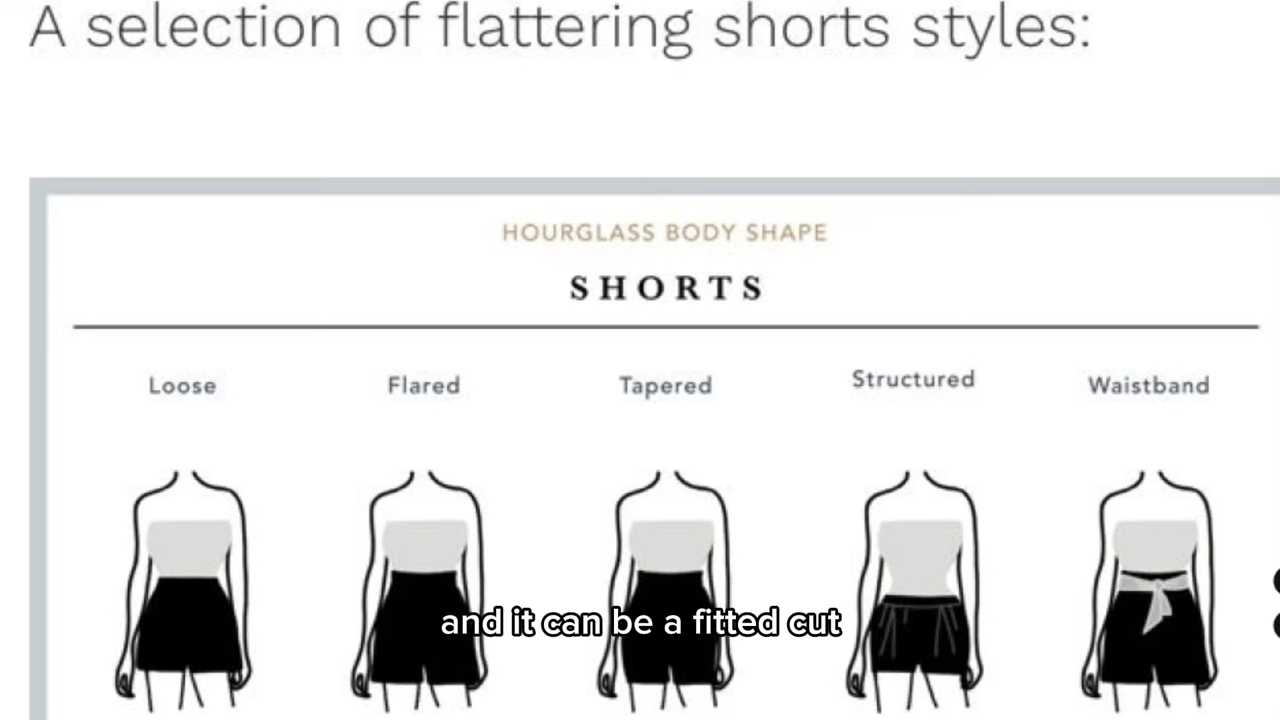 A selection of flattering shorts styles:
HOURGLASS BODY SHAPE
SHORTS
Loose Flared Tapered Structured Waistband
and it can be a fitted cut